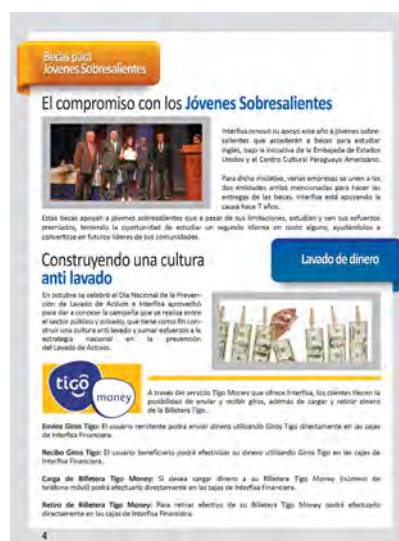 Becas para
Jóvenes Sobresalientes
El compromiso con los Jóvenes Sobresalientes
Interfisa renovó su apoyo este año a jóvenes sobre-
salientes que accederán a becas para estudiar
inglés, bajo la iniciativa de la Embajada de Estados
Unidos y el Centro Cultural Paraguayo Americano.
Para dicha iniciativa, varias empresas se unen a las
dos entidades arriba mencionadas para hacer las
entregas de las becas. Interfisa está apoyando la
causa hace 7 años.
Estas becas apoyan a jóvenes sobresalientes que a pesar de sus limitaciones, estudian y ven sus esfuerzos
premiados, teniendo la oportunidad de estudiar un segundo idioma sin costo alguno, ayudándolos a
convertirse en futuros líderes de sus comunidades.
Construyendo una cultura
anti lavado
Lavado de dinero
En octubre se celebró el Día Nacional de la Preven-
ción de Lavado de Activos e Interfisa aprovechó
para dar a conocer la campaña que se realiza entre
el sector público y privado, que tiene como fin cons-
truir una cultura anti lavado y sumar esfuerzos a la
estrategia nacional en la prevención
del Lavado de Activos.
tigo
money
A través del servicio Tigo Money que ofrece Interfisa, los clientes tienen la
posibilidad de enviar y recibir giros, además de cargar y retirar dinero
de la Billetera Tigo.
Envíos Giros Tigo: El usuario remitente podrá enviar dinero utilizando Giros Tigo directamente en las cajas
de Interfisa Financiera.
Recibo Giros Tigo: El usuario beneficiario podrá efectivizar su dinero utilizando Giros Tigo en las cajas de
Interfisa Financiera.
Carga de Billetera Tigo Money: Si desea cargar dinero a su Billetera Tigo Money (número de
teléfono móvil) podrá efectuarlo directamente en las cajas de Interfisa Financiera.
Retiro de Billetera Tigo Money: Para retirar efectivo de su Billetera Tigo Money podrá efectuarlo
directamente en las cajas de Interfisa Financiera.
4